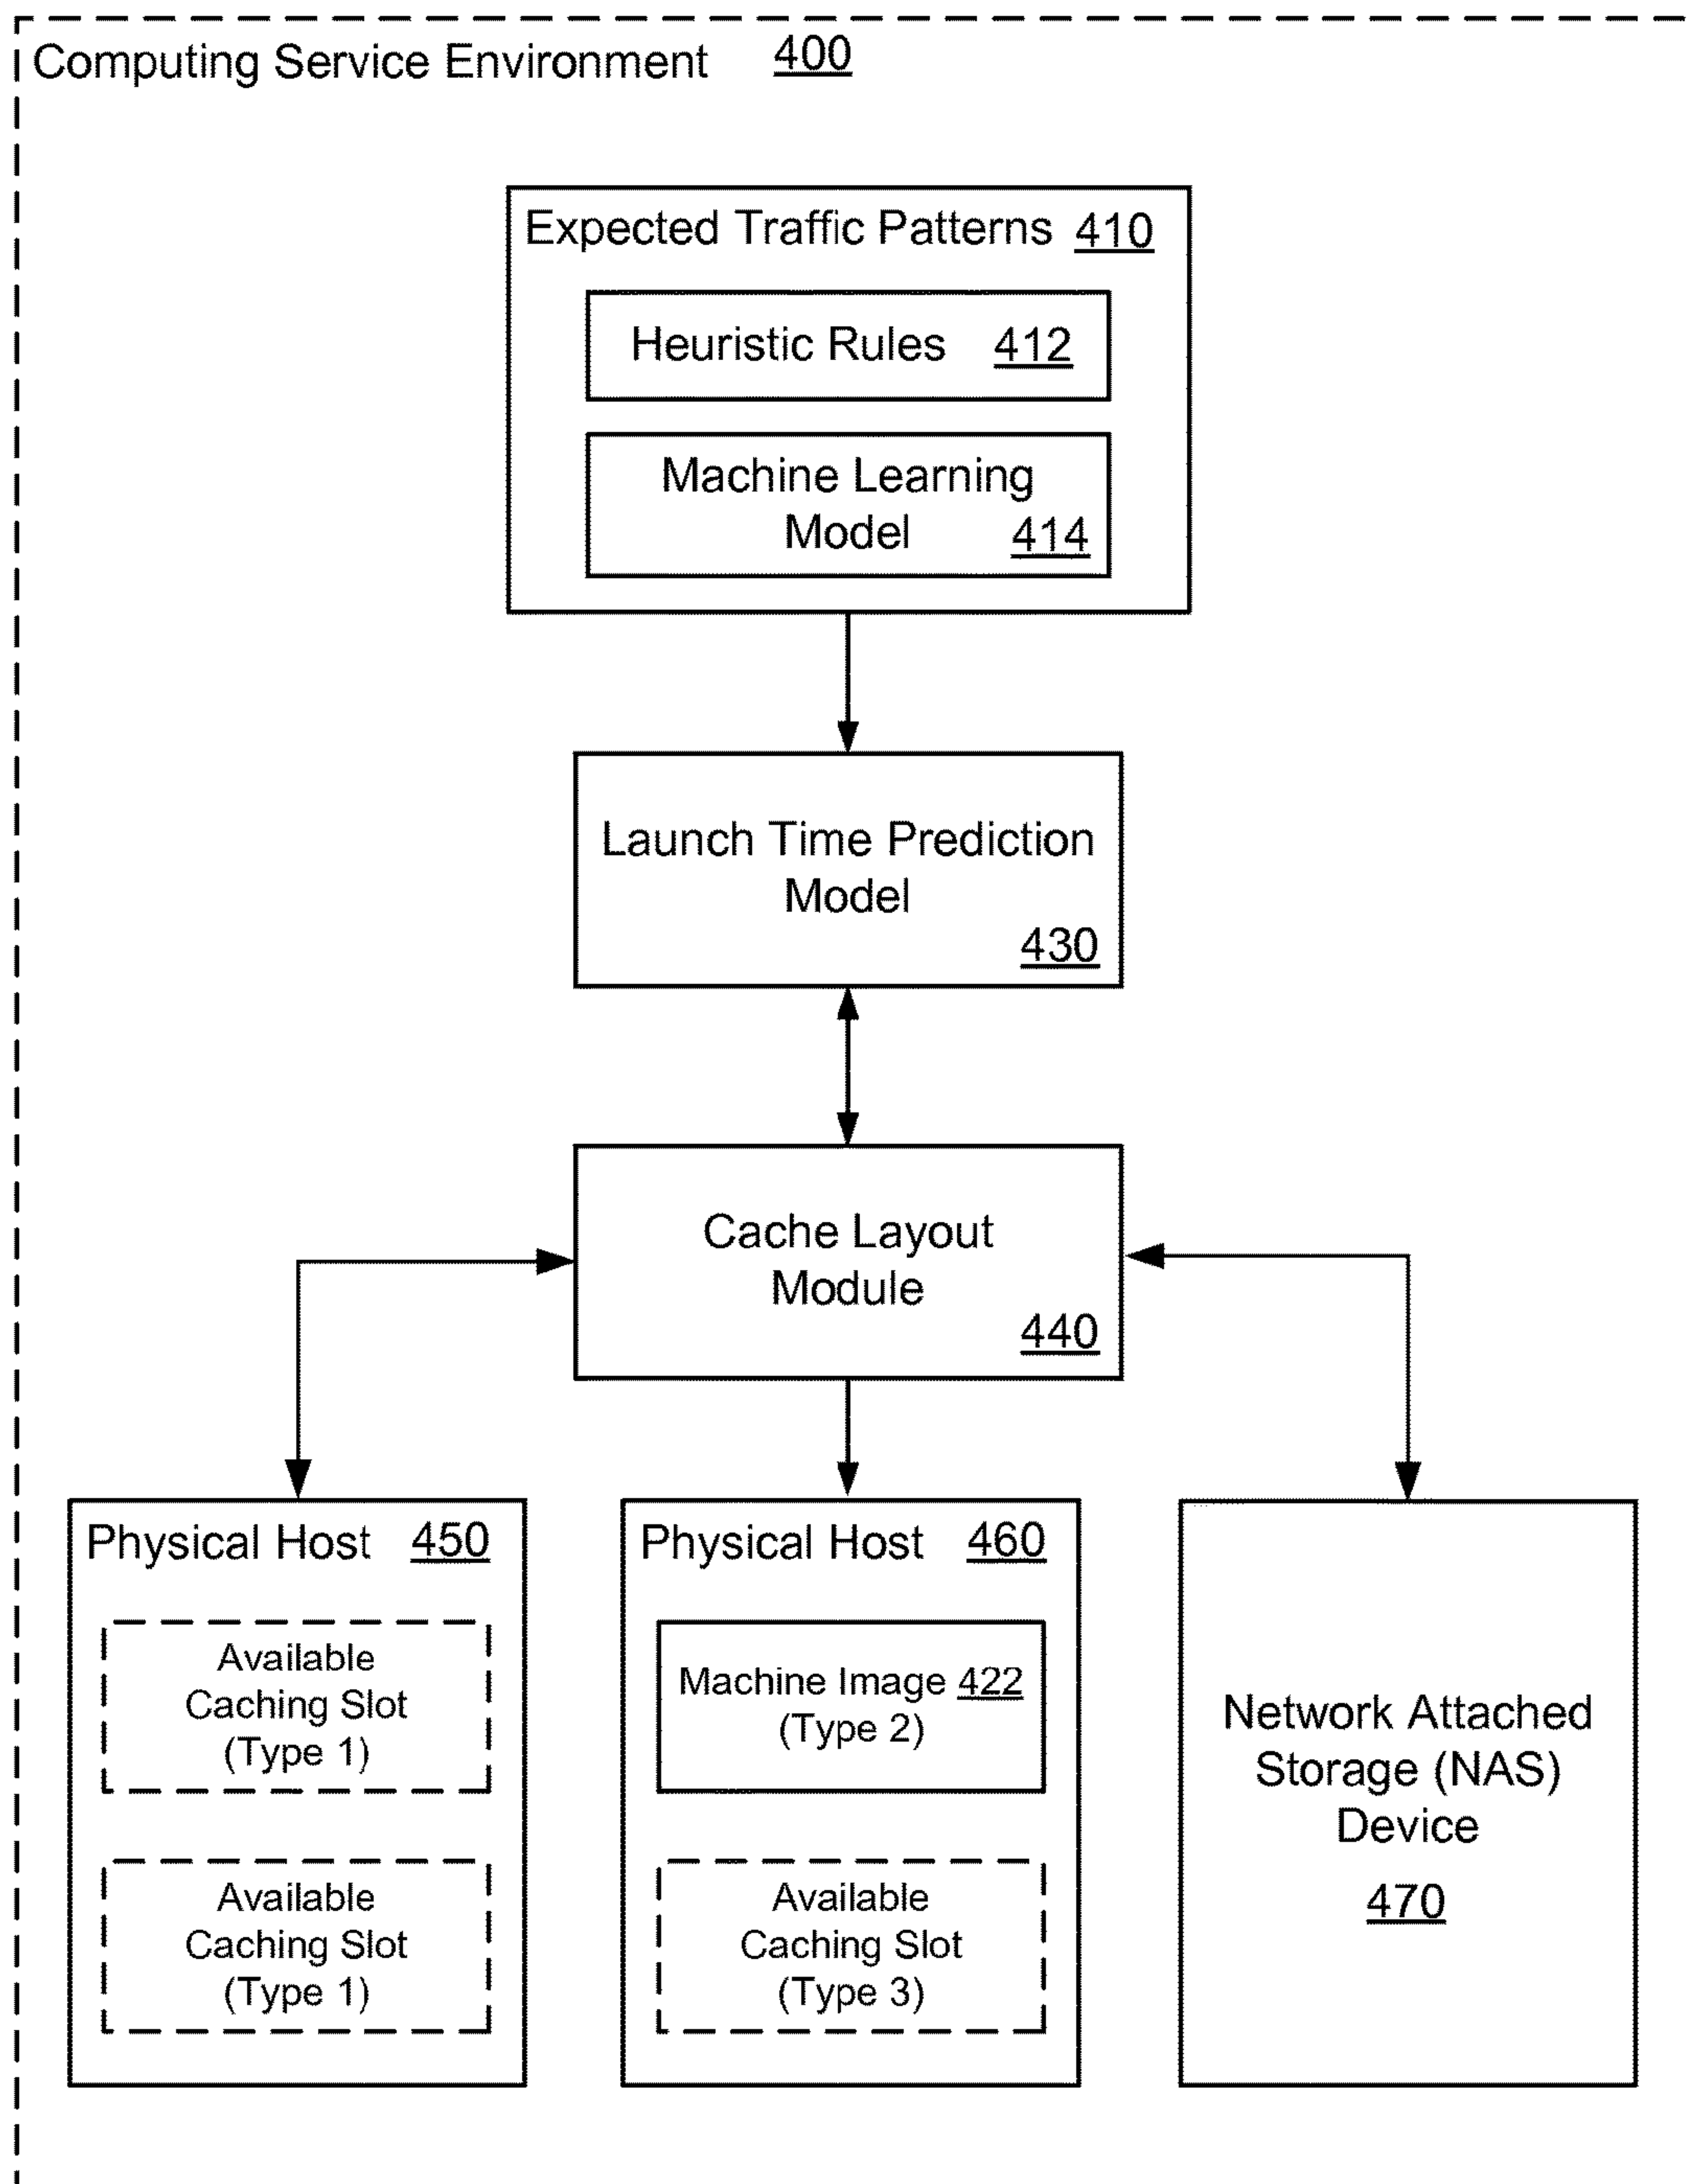 Computing Service Environment 400
Expected Traffic Patterns 410
Heuristic Rules 412
Machine Learning
Model 414
Launch Time Prediction
Model
430
Cache Layout
Module
440
Physical Host 450
Available
Caching Slot
(Type 1)
Available
Caching Slot
(Type 1)
Physical Host 460
Machine Image 422
(Type 2)
Available
Caching Slot
(Type 3)
Network Attached
Storage (NAS)
Device
470